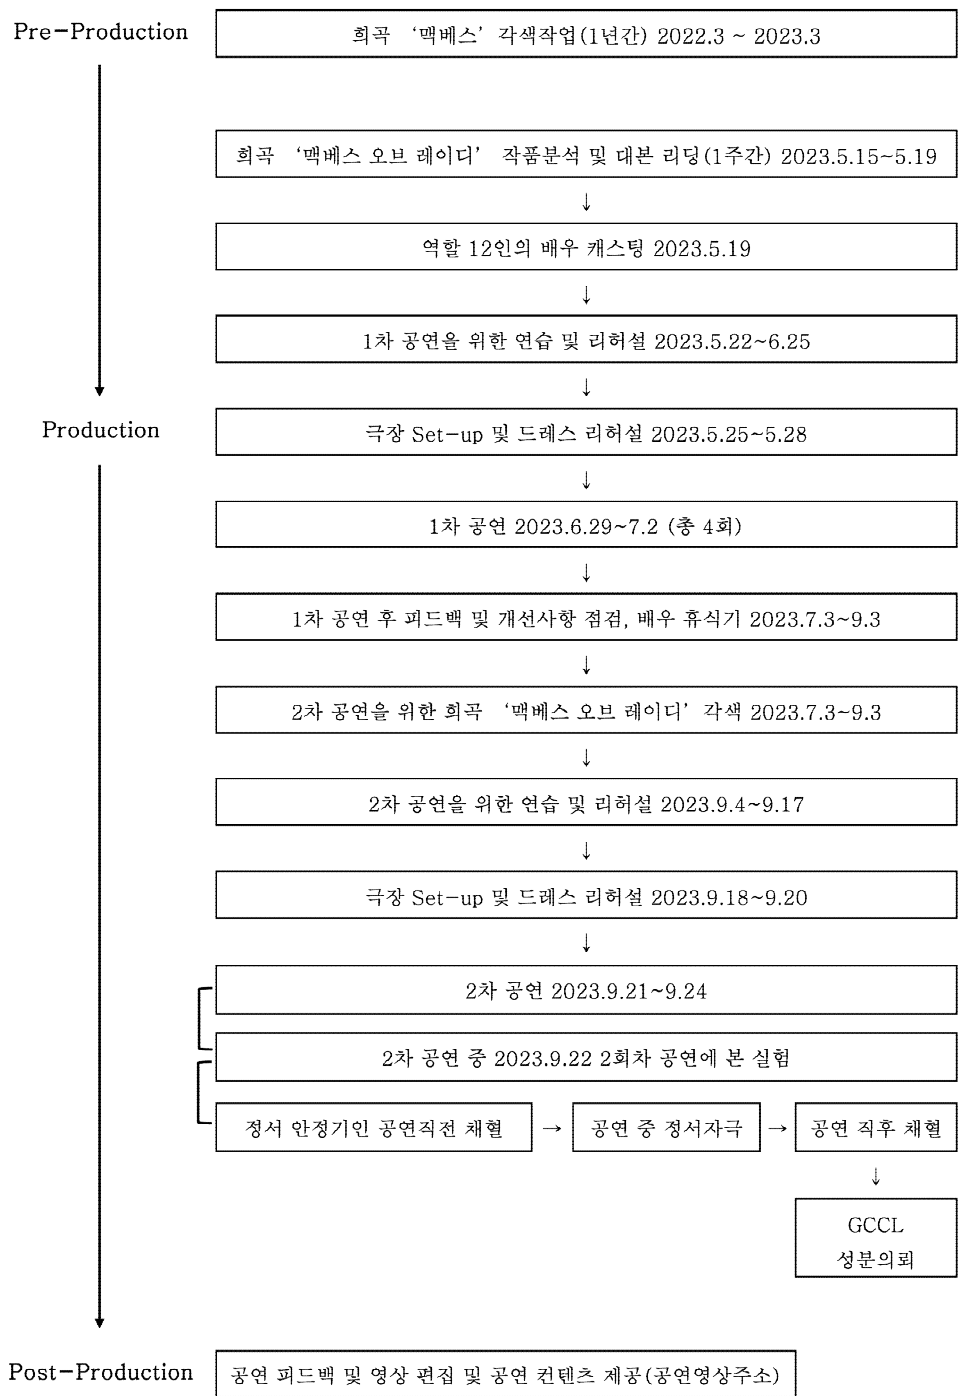 Pre-Production
희곡 ‘맥베스’ 각색작업(1년간) 2022.3 ~ 2023.3
희곡 ‘맥베스 오브 레이디’ 작품분석 및 대본 리딩(1주간) 2023.5.15~5.19
↓
역할 12인의 배우 캐스팅 2023.5.19
↓
1차 공연을 위한 연습 및 리허설 2023.5.22~6.25
↓
Production
극장 Set-up 및 드레스 리허설 2023.5.25~5.28
↓
1차 공연 2023.6.29~7.2 (총 4회)
↓
1차 공연 후 피드백 및 개선사항 점검, 배우 휴식기 2023.7.3~9.3
↓
2차 공연을 위한 희곡 ‘맥베스 오브 레이디’ 각색 2023.7.3~9.3
↓
2차 공연을 위한 연습 및 리허설 2023.9.4~9.17
↓
극장 Set-up 및 드레스 리허설 2023.9.18~9.20
↓
2차 공연 2023.9.21~9.24
2차 공연 중 2023.9.22 2회차 공연에 본 실험
정서 안정기인 공연직전 채혈 → 공연 중 정서자극 → 공연 직후 채혈
↓
GCCL
성분의뢰
Post-Production
공연 피드백 및 영상 편집 및 공연 컨텐츠 제공(공연영상주소)